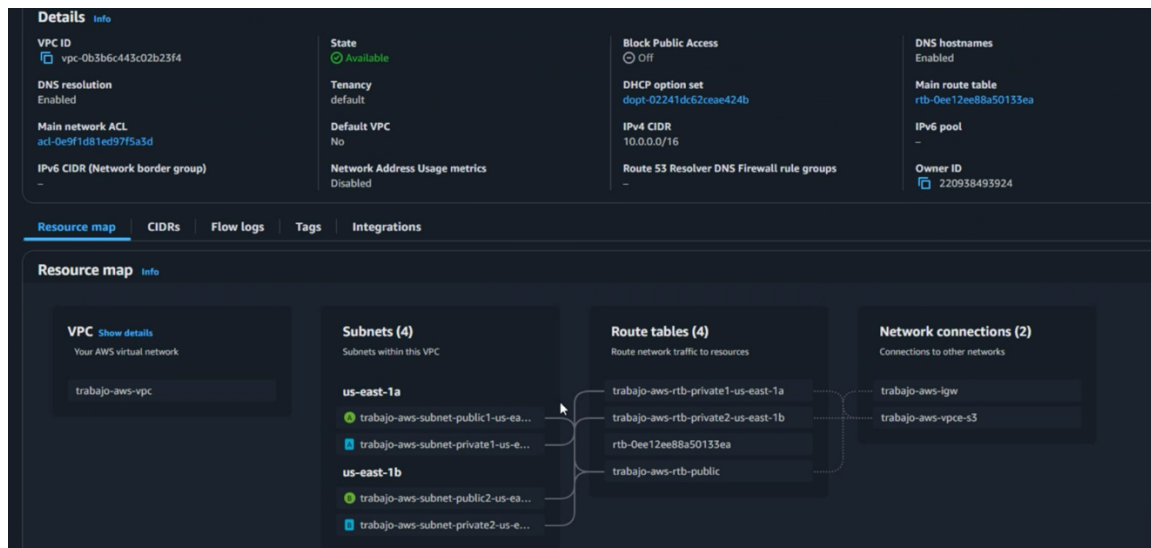 Details Info
VPC ID
vpc-0b3b6c443c02b23f4
State
Available
Block Public Access
Off
DNS hostnames
Enabled
DNS resolution
Enabled
Tenancy
default
DHCP option set
dopt-02241dc62ceae424b
Main route table
rtb-0ee12ee88a50133ea
Main network ACL
acl-0e9f1d81ed97f5a3d
Default VPC
No
IPv4 CIDR
10.0.0.0/16
IPv6 pool
–
IPv6 CIDR (Network border group)
–
Network Address Usage metrics
Disabled
Route 53 Resolver DNS Firewall rule groups
–
Owner ID
220938493924
Resource map
CIDRs
Flow logs
Tags
Integrations
Resource map Info
VPC Show details
Your AWS virtual network
trabajo-aws-vpc
Subnets (4)
Subnets within this VPC
us-east-1a
A trabajo-aws-subnet-public1-us-ea...
A trabajo-aws-subnet-private1-us-e...
us-east-1b
B trabajo-aws-subnet-public2-us-ea...
B trabajo-aws-subnet-private2-us-e...
Route tables (4)
Route network traffic to resources
trabajo-aws-rtb-private1-us-east-1a
trabajo-aws-rtb-private2-us-east-1b
rtb-0ee12ee88a50133ea
trabajo-aws-rtb-public
Network connections (2)
Connections to other networks
trabajo-aws-igw
trabajo-aws-vpce-s3